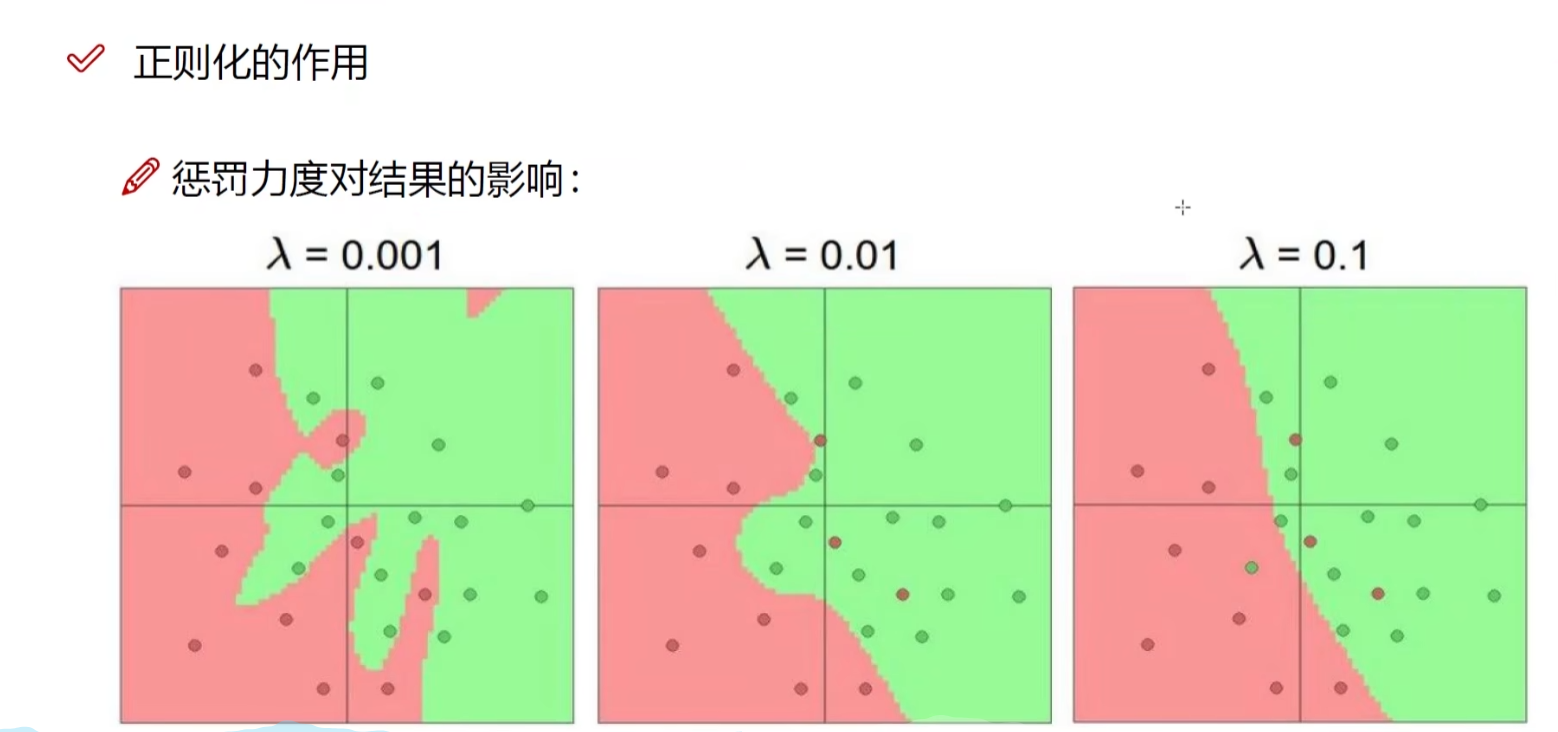 正则化的作用
惩罚力度对结果的影响：
λ = 0.001
λ = 0.01
λ = 0.1